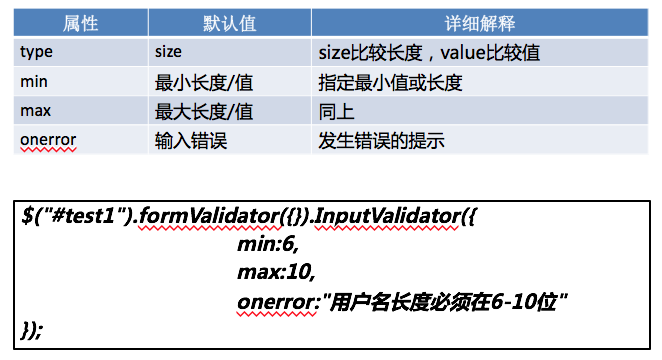 属性 默认值 详细解释
type size size比较长度，value比较值
min 最小长度/值 指定最小值或长度
max 最大长度/值 同上
onerror 输入错误 发生错误的提示
$("#test1").formValidator({}).InputValidator({
min:6,
max:10,
onerror:"用户名长度必须在6-10位"
});